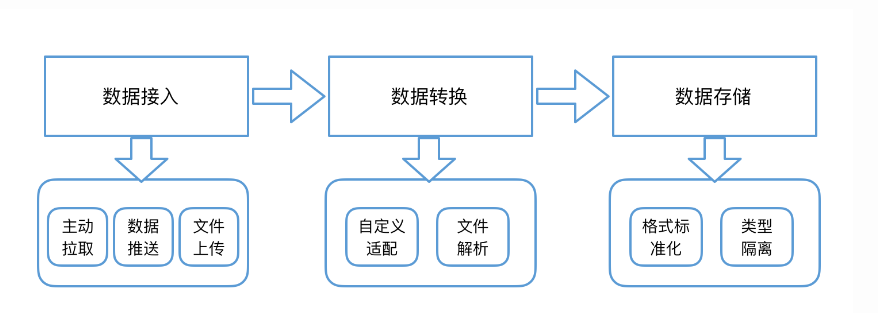 数据接入
数据转换
数据存储
主动
拉取
数据
推送
文件
上传
自定义
适配
文件
解析
格式标
准化
类型
隔离